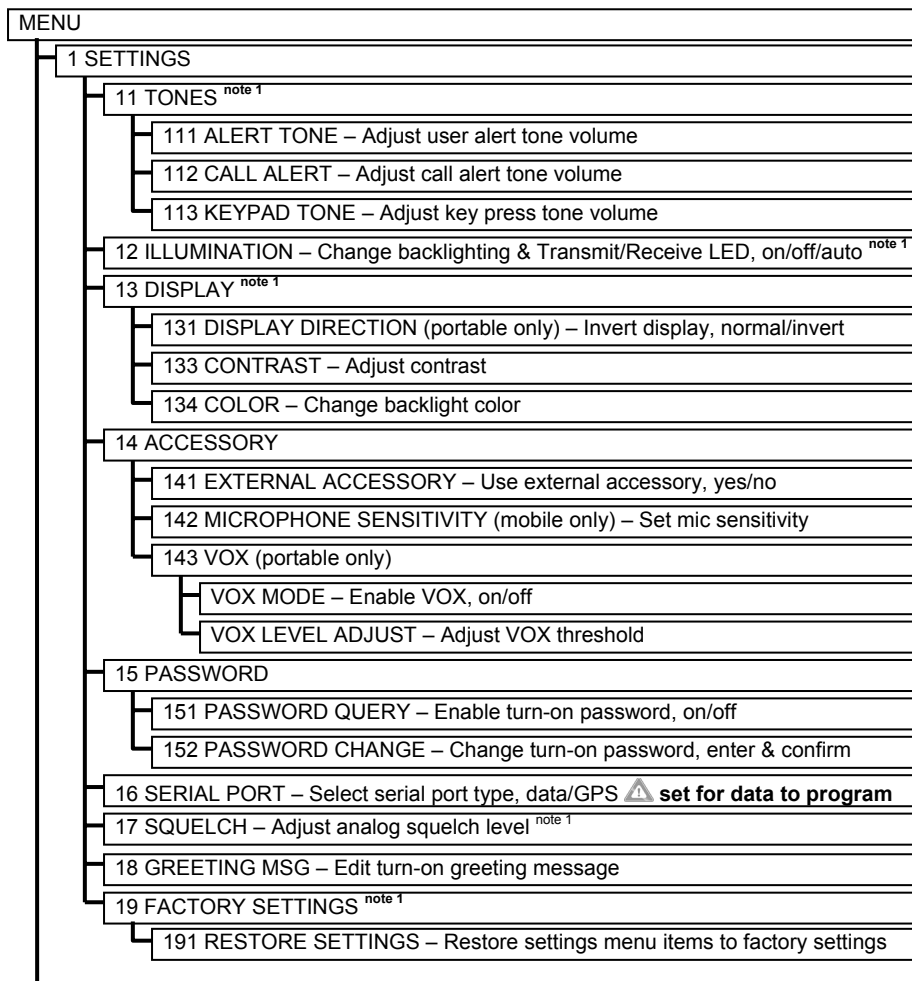 MENU
1 SETTINGS
11 TONES note 1
111 ALERT TONE – Adjust user alert tone volume
112 CALL ALERT – Adjust call alert tone volume
113 KEYPAD TONE – Adjust key press tone volume
12 ILLUMINATION – Change backlighting & Transmit/Receive LED, on/off/auto note 1
13 DISPLAY note 1
131 DISPLAY DIRECTION (portable only) – Invert display, normal/invert
133 CONTRAST – Adjust contrast
134 COLOR – Change backlight color
14 ACCESSORY
141 EXTERNAL ACCESSORY – Use external accessory, yes/no
142 MICROPHONE SENSITIVITY (mobile only) – Set mic sensitivity
143 VOX (portable only)
VOX MODE – Enable VOX, on/off
VOX LEVEL ADJUST – Adjust VOX threshold
15 PASSWORD
151 PASSWORD QUERY – Enable turn-on password, on/off
152 PASSWORD CHANGE – Change turn-on password, enter & confirm
16 SERIAL PORT – Select serial port type, data/GPS ⚠ set for data to program
17 SQUELCH – Adjust analog squelch level note 1
18 GREETING MSG – Edit turn-on greeting message
19 FACTORY SETTINGS note 1
191 RESTORE SETTINGS – Restore settings menu items to factory settings